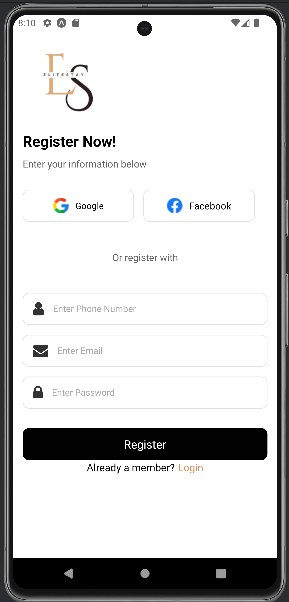 8:10
ES
ELITESTAY
Register Now!
Enter your information below
Google
Facebook
Or register with
Enter Phone Number
Enter Email
Enter Password
Register
Already a member? Login